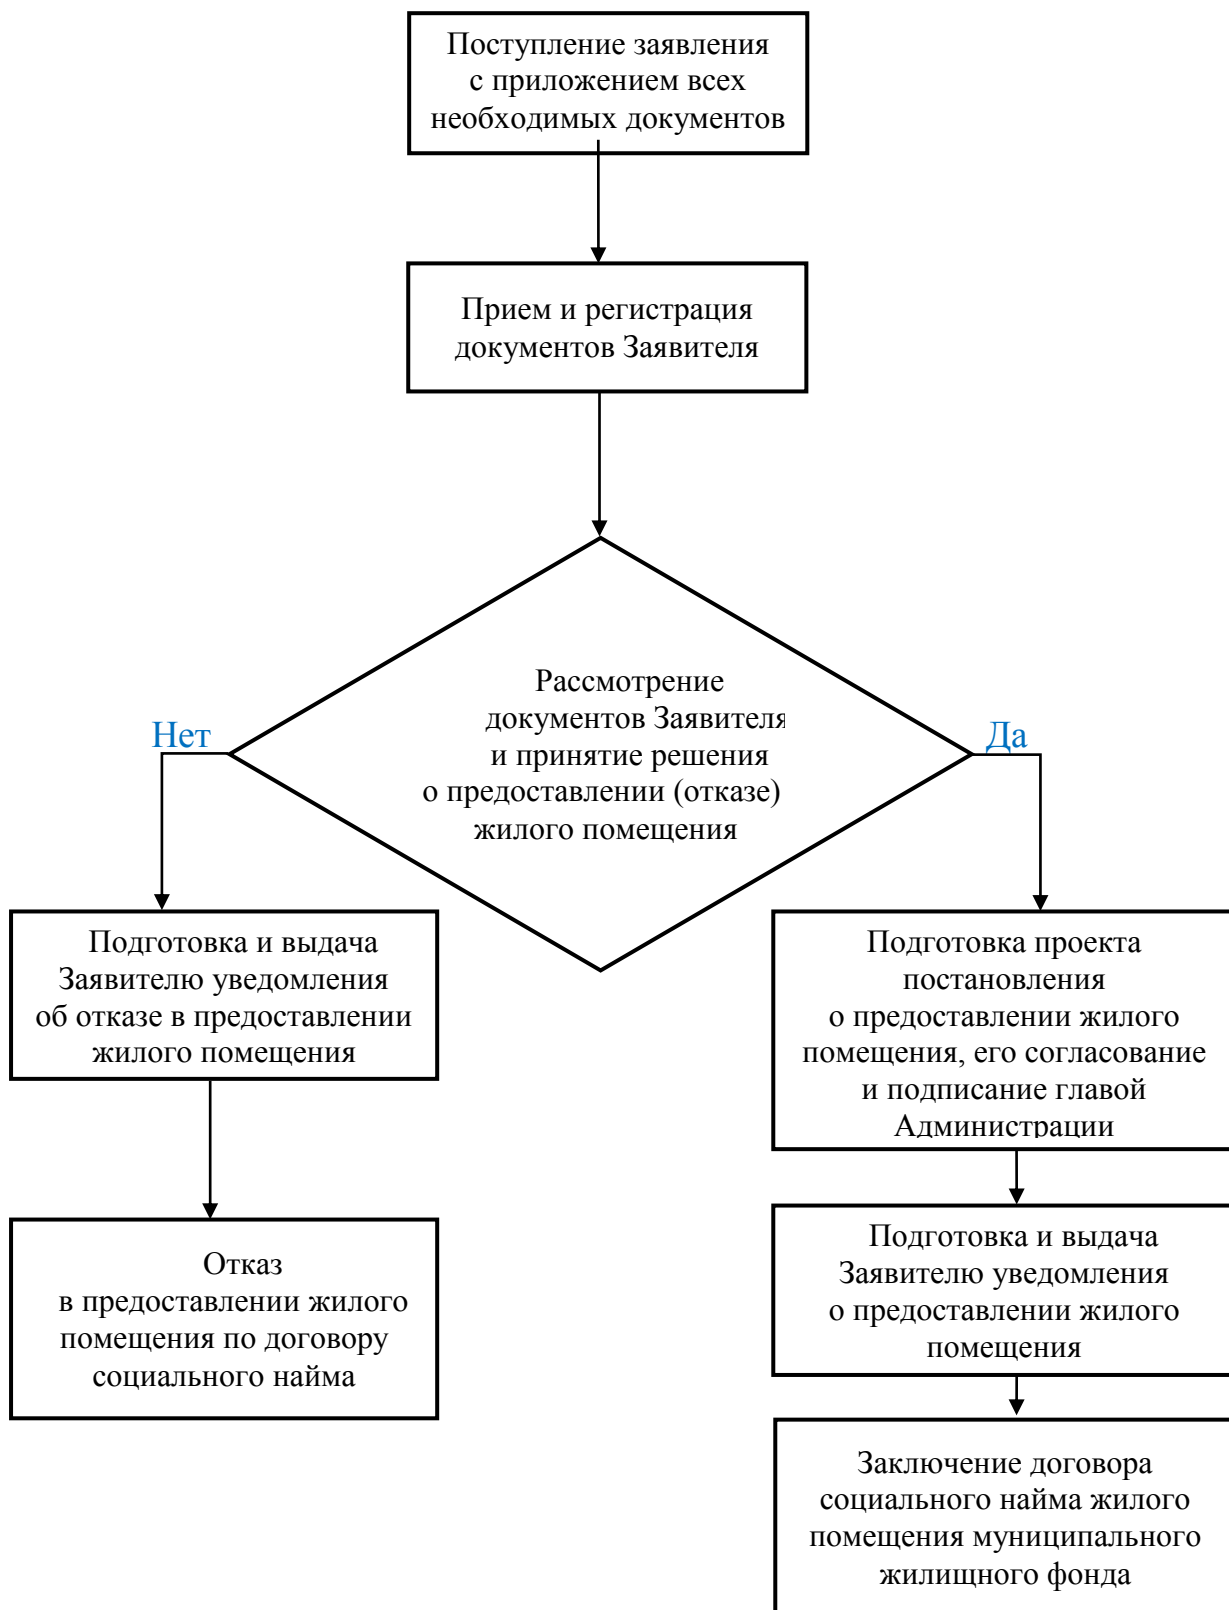 Поступление заявления
с приложением всех
необходимых документов
Прием и регистрация
документов Заявителя
Рассмотрение
документов Заявителя
и принятие решения
о предоставлении (отказе)
жилого помещения
Нет
Да
Подготовка и выдача
Заявителю уведомления
об отказе в предоставлении
жилого помещения
Отказ
в предоставлении жилого
помещения по договору
социального найма
Подготовка проекта
постановления
о предоставлении жилого
помещения, его согласование
и подписание главой
Администрации
Подготовка и выдача
Заявителю уведомления
о предоставлении жилого
помещения
Заключение договора
социального найма жилого
помещения муниципального
жилищного фонда